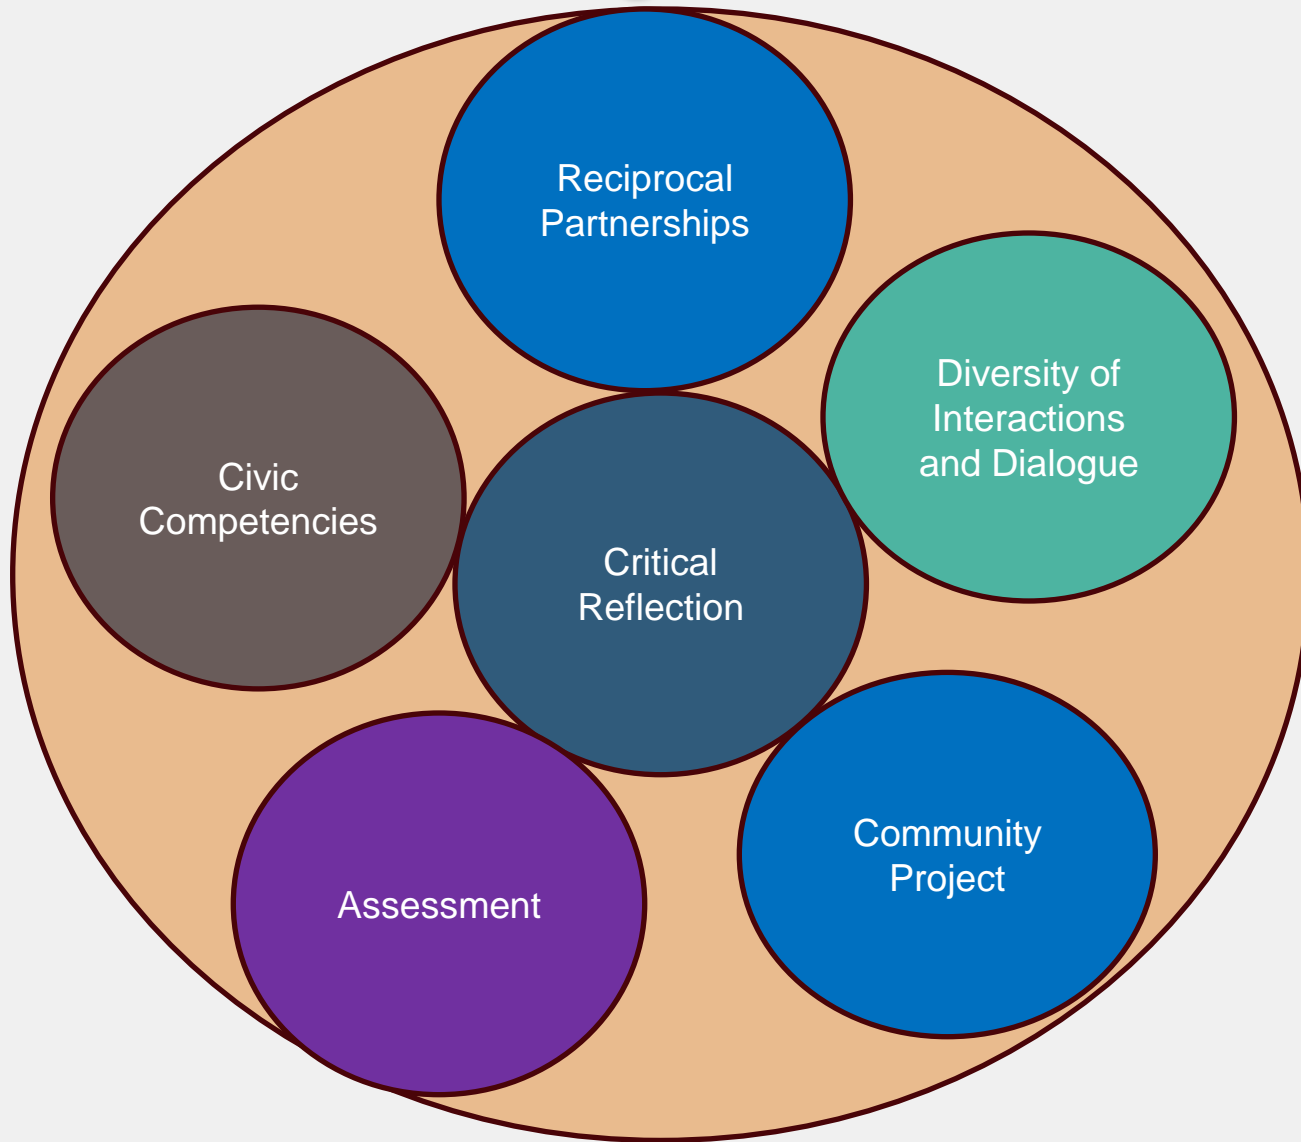 Reciprocal
Partnerships
Diversity of
Interactions
and Dialogue
Civic
Competencies
Critical
Reflection
Community
Project
Assessment